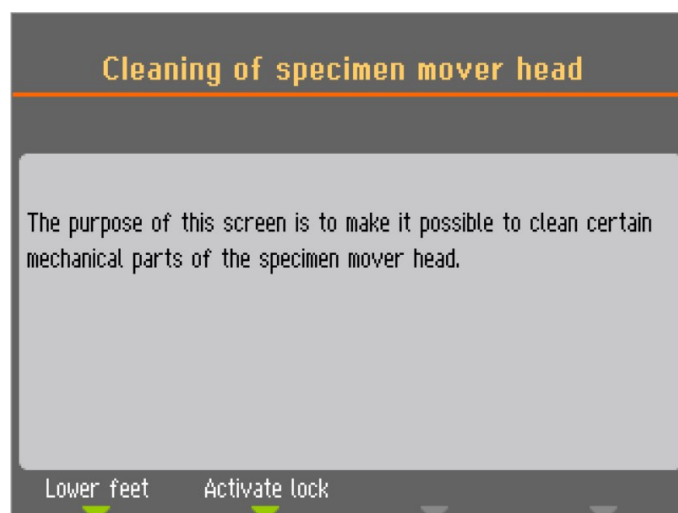 Cleaning of specimen mover head
The purpose of this screen is to make it possible to clean certain
mechanical parts of the specimen mover head.
Lower feet
Activate lock